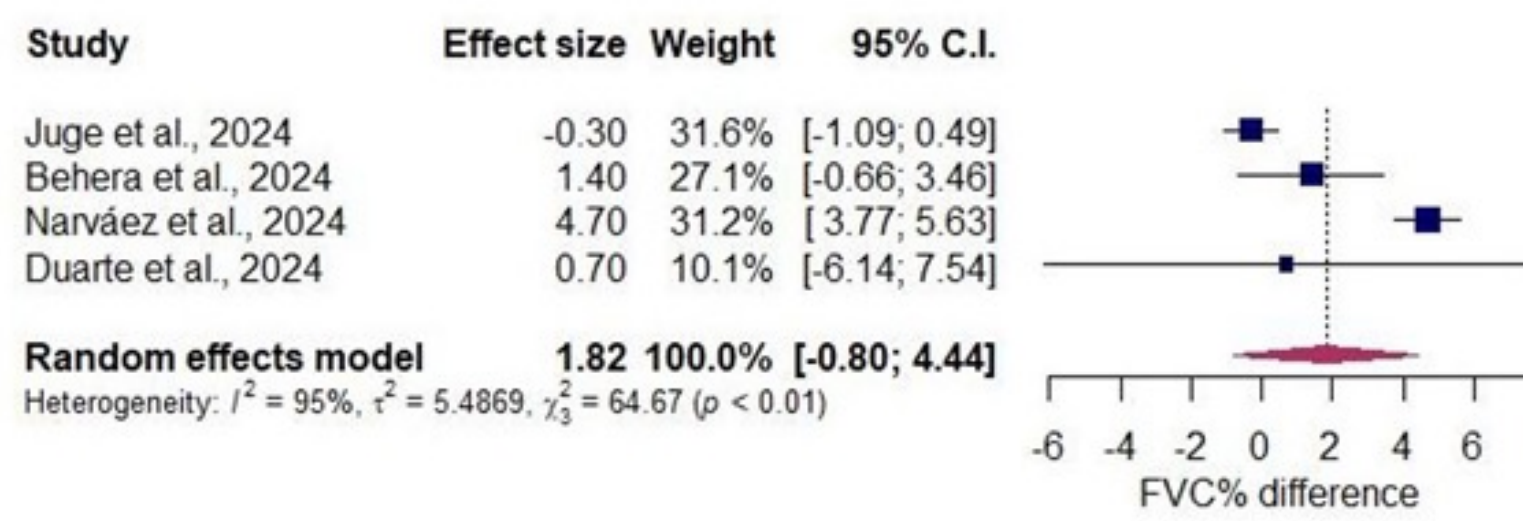 Study Effect size Weight 95% C.I.
Juge et al., 2024 -0.30 31.6% [-1.09; 0.49]
Behera et al., 2024 1.40 27.1% [-0.66; 3.46]
Narváez et al., 2024 4.70 31.2% [ 3.77; 5.63]
Duarte et al., 2024 0.70 10.1% [-6.14; 7.54]
Random effects model 1.82 100.0% [-0.80; 4.44]
Heterogeneity: I² = 95%, τ² = 5.4869, χ²₃ = 64.67 (p < 0.01)
-6 -4 -2 0 2 4 6
FVC% difference